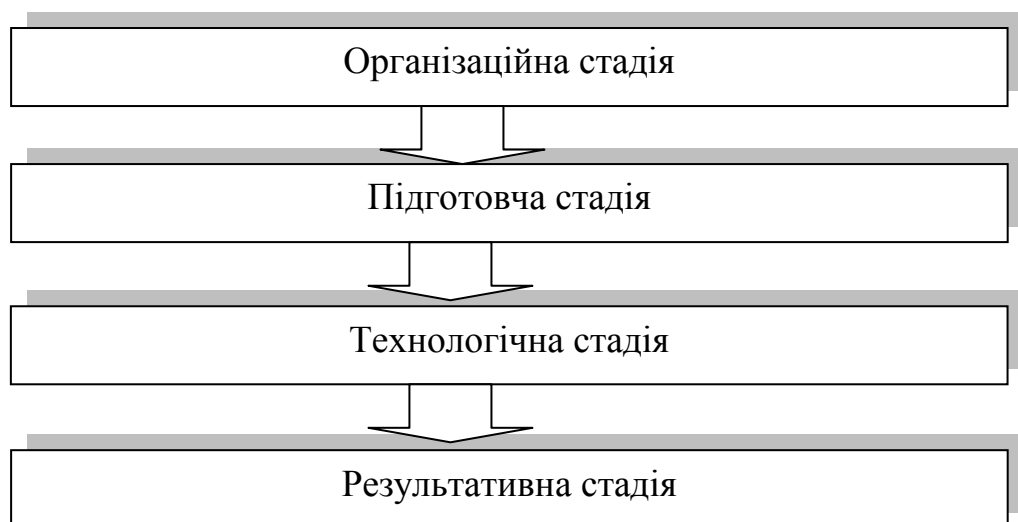 Організаційна стадія
Підготовча стадія
Технологічна стадія
Результативна стадія